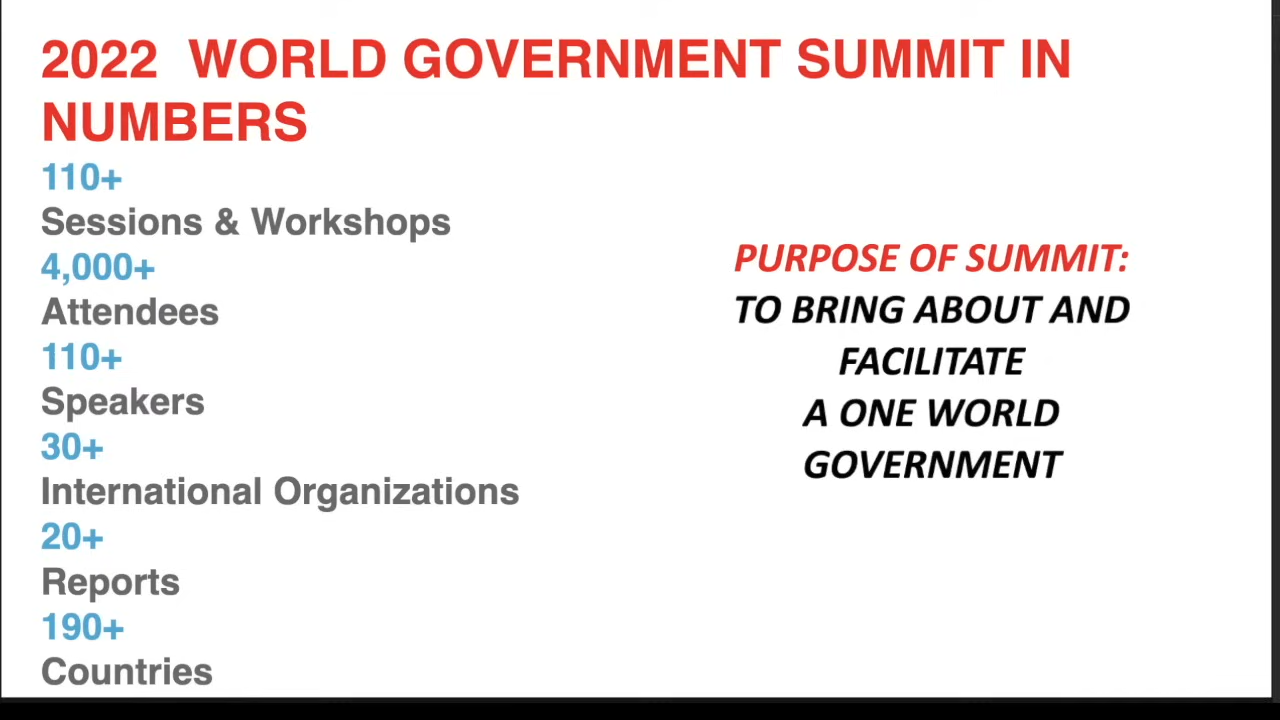 2022 WORLD GOVERNMENT SUMMIT IN
NUMBERS
110+
Sessions & Workshops
4,000+
Attendees
110+
Speakers
30+
International Organizations
20+
Reports
190+
Countries
PURPOSE OF SUMMIT:
TO BRING ABOUT AND
FACILITATE
A ONE WORLD
GOVERNMENT